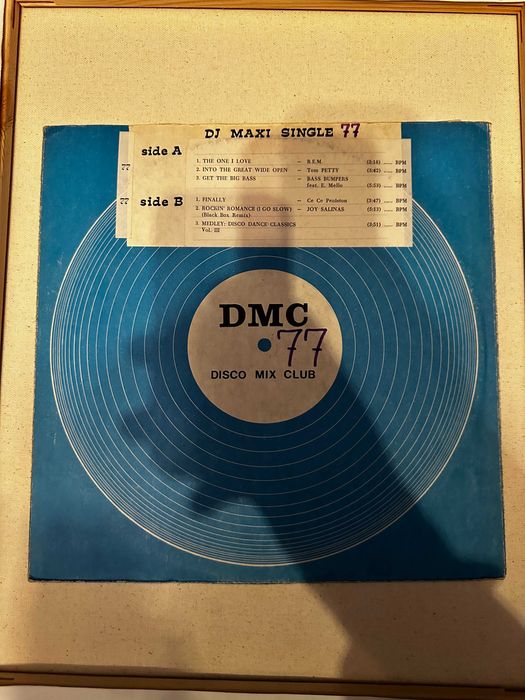 DJ MAXI SINGLE 77
side A
1. THE ONE I LOVE – R.E.M. (3:14) BPM
77 2. INTO THE GREAT WIDE OPEN – Tom PETTY (3:42) BPM
3. GET THE BIG BASS – BASS BUMPERS
feat. E. Mello (5:53) BPM
77 side B
1. FINALLY – Ce Ce Peniston (3:47) BPM
2. ROCKIN' ROMANCE (I GO SLOW) – JOY SALINAS (5:13) BPM
(Black Box Remix)
3. MEDLEY: DISCO DANCE CLASSICS (3:51) BPM
Vol. III
DMC
77
DISCO MIX CLUB